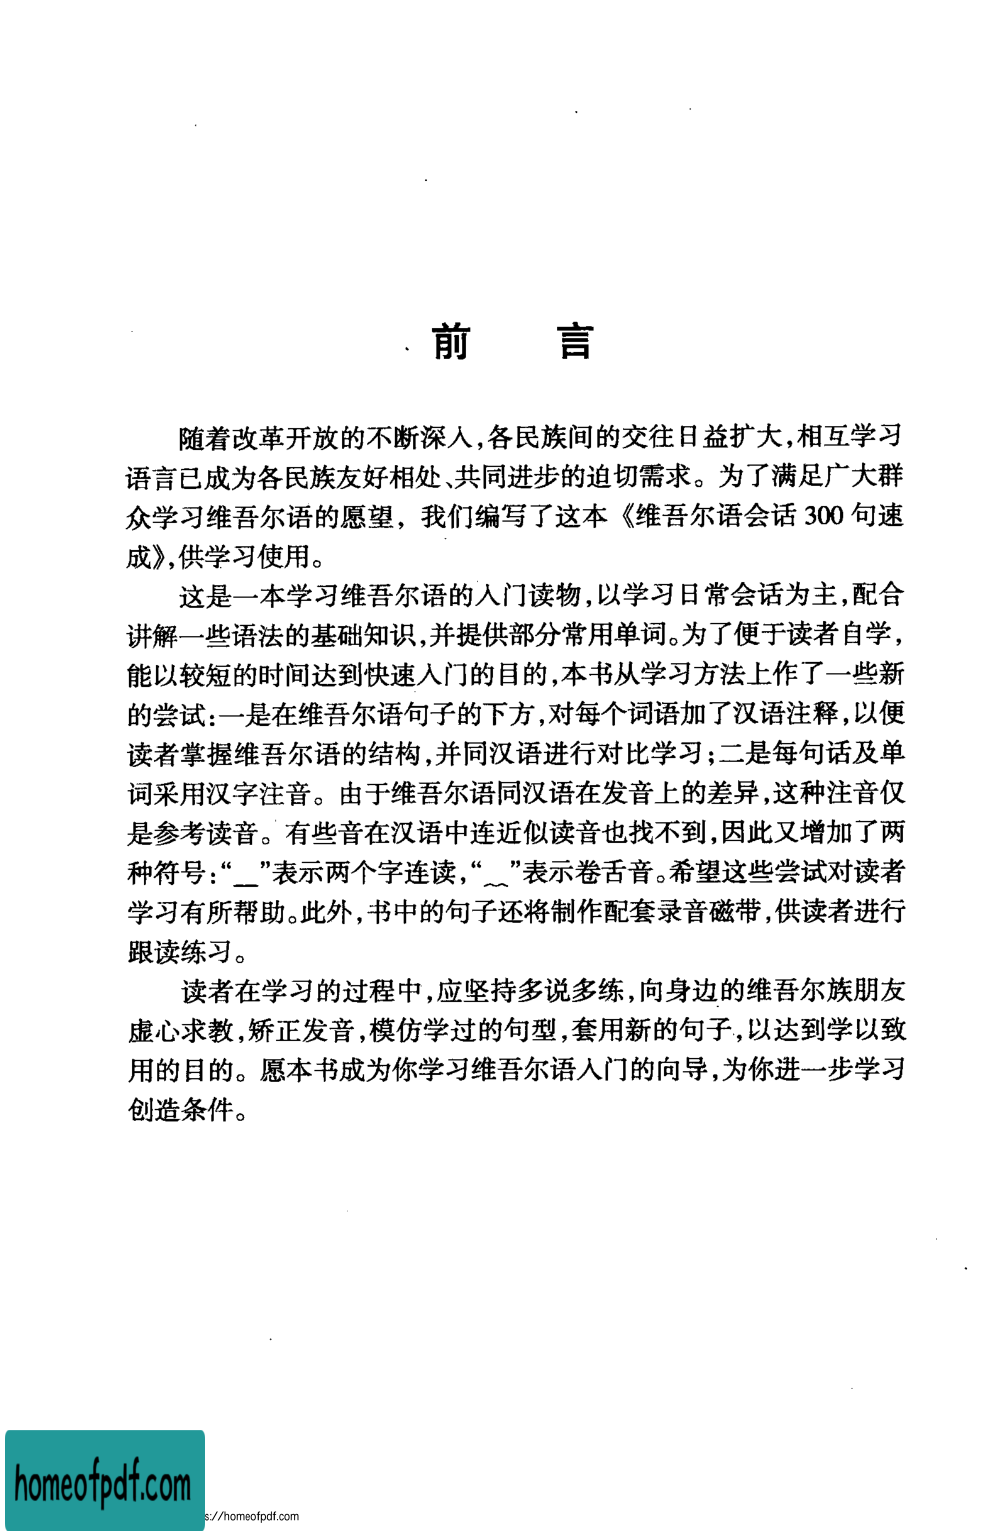 前 言
随着改革开放的不断深入,各民族间的交往日益扩大,相互学习
语言已成为各民族友好相处、共同进步的迫切需求。为了满足广大群
众学习维吾尔语的愿望，我们编写了这本《维吾尔语会话 300 句速
成》,供学习使用。
这是一本学习维吾尔语的入门读物,以学习日常会话为主,配合
讲解一些语法的基础知识,并提供部分常用单词。为了便于读者自学,
能以较短的时间达到快速入门的目的,本书从学习方法上作了一些新
的尝试:一是在维吾尔语句子的下方,对每个词语加了汉语注释,以便
读者掌握维吾尔语的结构,并同汉语进行对比学习;二是每句话及单
词采用汉字注音。由于维吾尔语同汉语在发音上的差异,这种注音仅
是参考读音。有些音在汉语中连近似读音也找不到,因此又增加了两
种符号:“__”表示两个字连读,“﹏”表示卷舌音。希望这些尝试对读者
学习有所帮助。此外,书中的句子还将制作配套录音磁带,供读者进行
跟读练习。
读者在学习的过程中,应坚持多说多练,向身边的维吾尔族朋友
虚心求教,矫正发音,模仿学过的句型,套用新的句子,以达到学以致
用的目的。愿本书成为你学习维吾尔语入门的向导,为你进一步学习
创造条件。
homeofpdf.com
s://homeofpdf.com